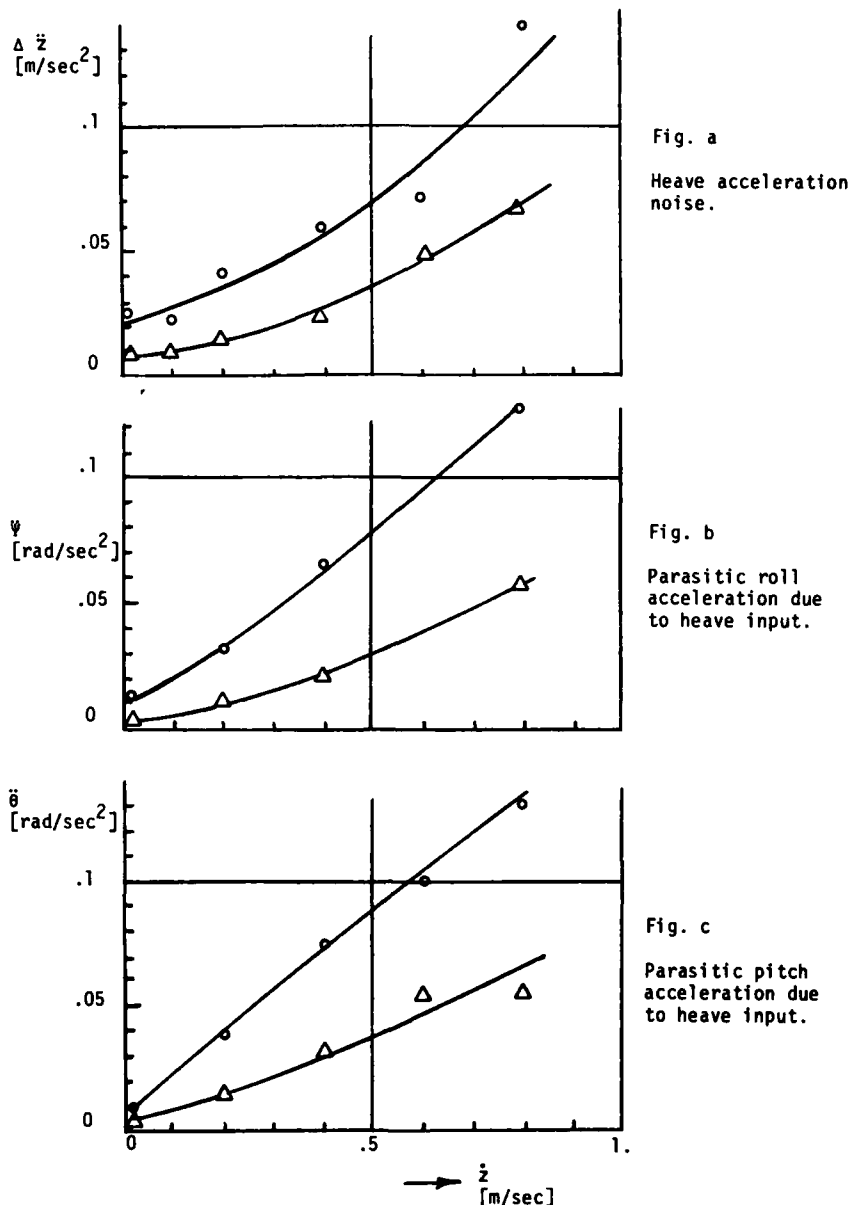 Δ z̈
[m/sec²]
.1
.05
0
Fig. a
Heave acceleration
noise.
.1
Ψ̈
[rad/sec²]
.05
0
Fig. b
Parasitic roll
acceleration due
to heave input.
θ̈
[rad/sec²]
.1
.05
0
Fig. c
Parasitic pitch
acceleration due
to heave input.
0 .5 1.
ż
[m/sec]